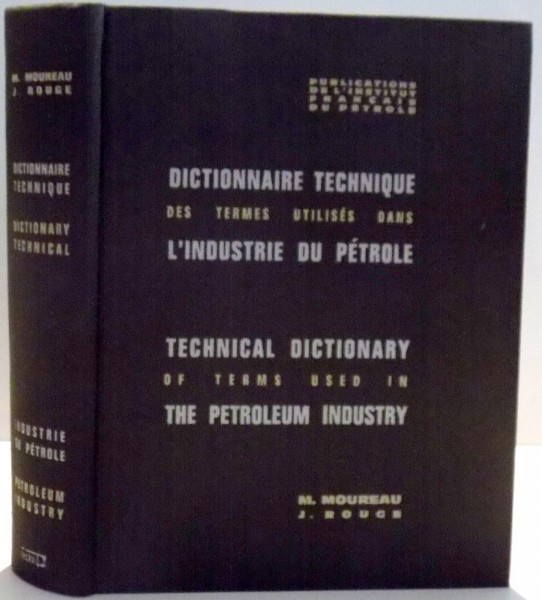 M. MOUREAU
J. ROUGE
DICTIONNAIRE
TECHNIQUE
DICTIONARY
TECHNICAL
INDUSTRIE
DU PÉTROLE
PETROLEUM
INDUSTRY
PUBLICATIONS
DE L'INSTITUT
FRANÇAIS
DU PÉTROLE
DICTIONNAIRE TECHNIQUE
DES TERMES UTILISÉS DANS
L'INDUSTRIE DU PÉTROLE
TECHNICAL DICTIONARY
OF TERMS USED IN
THE PETROLEUM INDUSTRY
M. MOUREAU
J. ROUGE